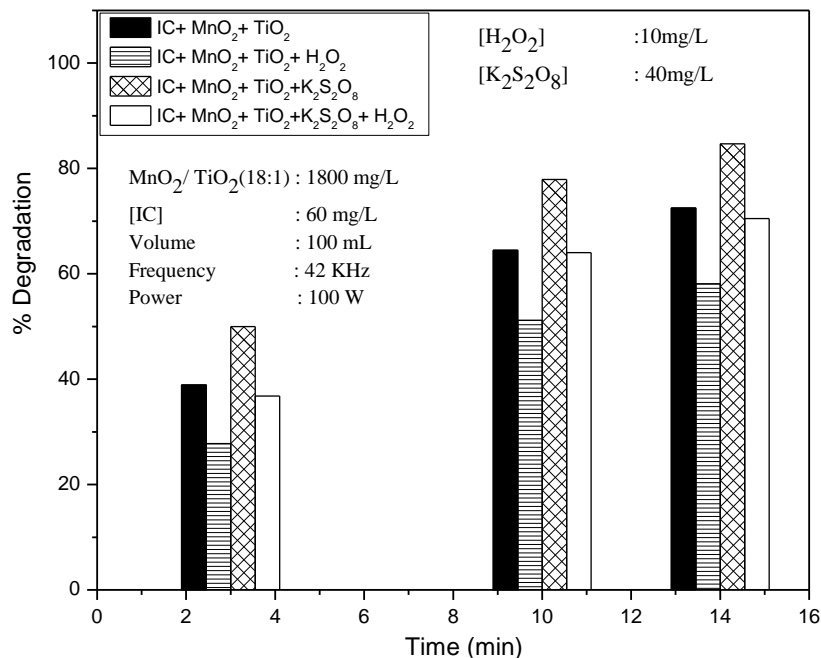 IC+ MnO₂+ TiO₂
IC+ MnO₂+ TiO₂+ H₂O₂
IC+ MnO₂+ TiO₂+K₂S₂O₈
IC+ MnO₂+ TiO₂+K₂S₂O₈+ H₂O₂
[H₂O₂] :10mg/L
[K₂S₂O₈] : 40mg/L
MnO₂/ TiO₂(18:1) : 1800 mg/L
[IC] : 60 mg/L
Volume : 100 mL
Frequency : 42 KHz
Power : 100 W
% Degradation
100
80
60
40
20
0
0 2 4 6 8 10 12 14 16
Time (min)